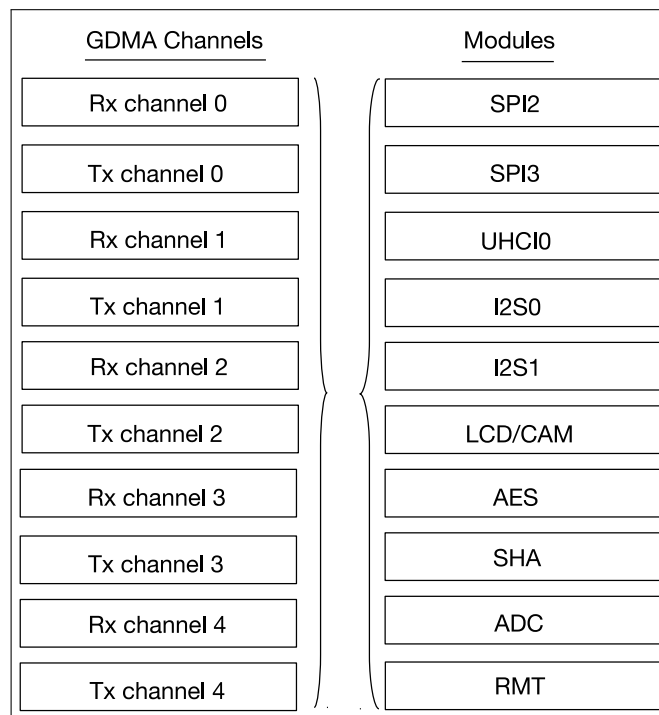 GDMA Channels
Rx channel 0
Tx channel 0
Rx channel 1
Tx channel 1
Rx channel 2
Tx channel 2
Rx channel 3
Tx channel 3
Rx channel 4
Tx channel 4
Modules
SPI2
SPI3
UHCI0
I2S0
I2S1
LCD/CAM
AES
SHA
ADC
RMT